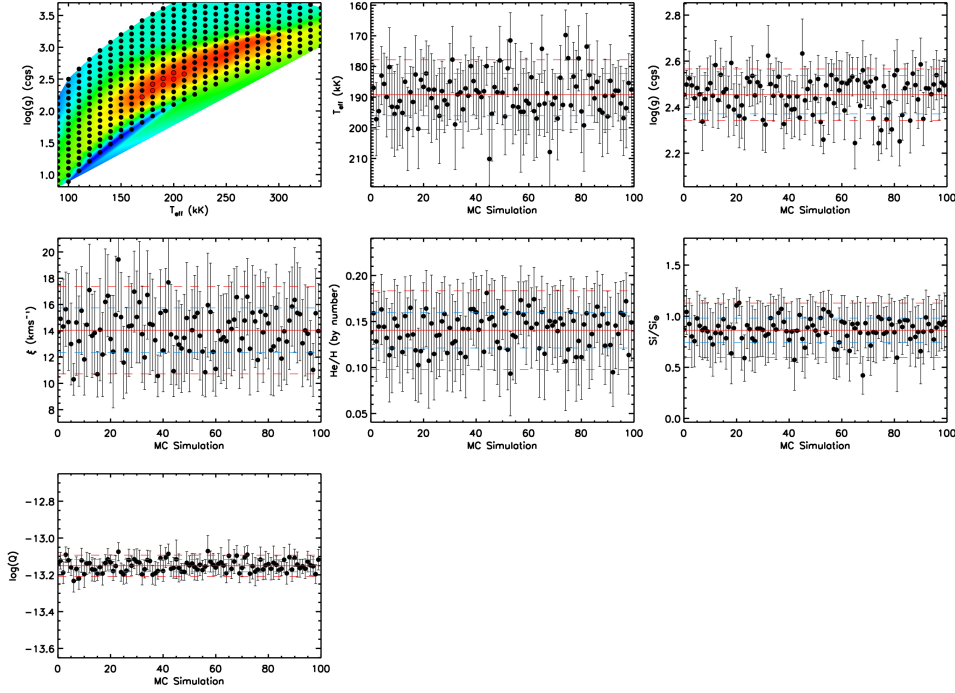 3.5
3.0
2.5
2.0
1.5
1.0
log(g) (cgs)
100 150 200 250 300
T_eff (kK)
160
170
180
190
200
210
T_eff (kK)
0 20 40 60 80 100
MC Simulation
2.8
2.6
2.4
2.2
log(g) (cgs)
0 20 40 60 80 100
MC Simulation
20
18
16
14
12
10
8
ξ (kms⁻¹)
0 20 40 60 80 100
MC Simulation
0.20
0.15
0.10
0.05
He/H (by number)
0 20 40 60 80 100
MC Simulation
1.5
1.0
0.5
0.0
Si/Si⊕
0 20 40 60 80 100
MC Simulation
−12.8
−13.0
−13.2
−13.4
−13.6
log(Q)
0 20 40 60 80 100
MC Simulation